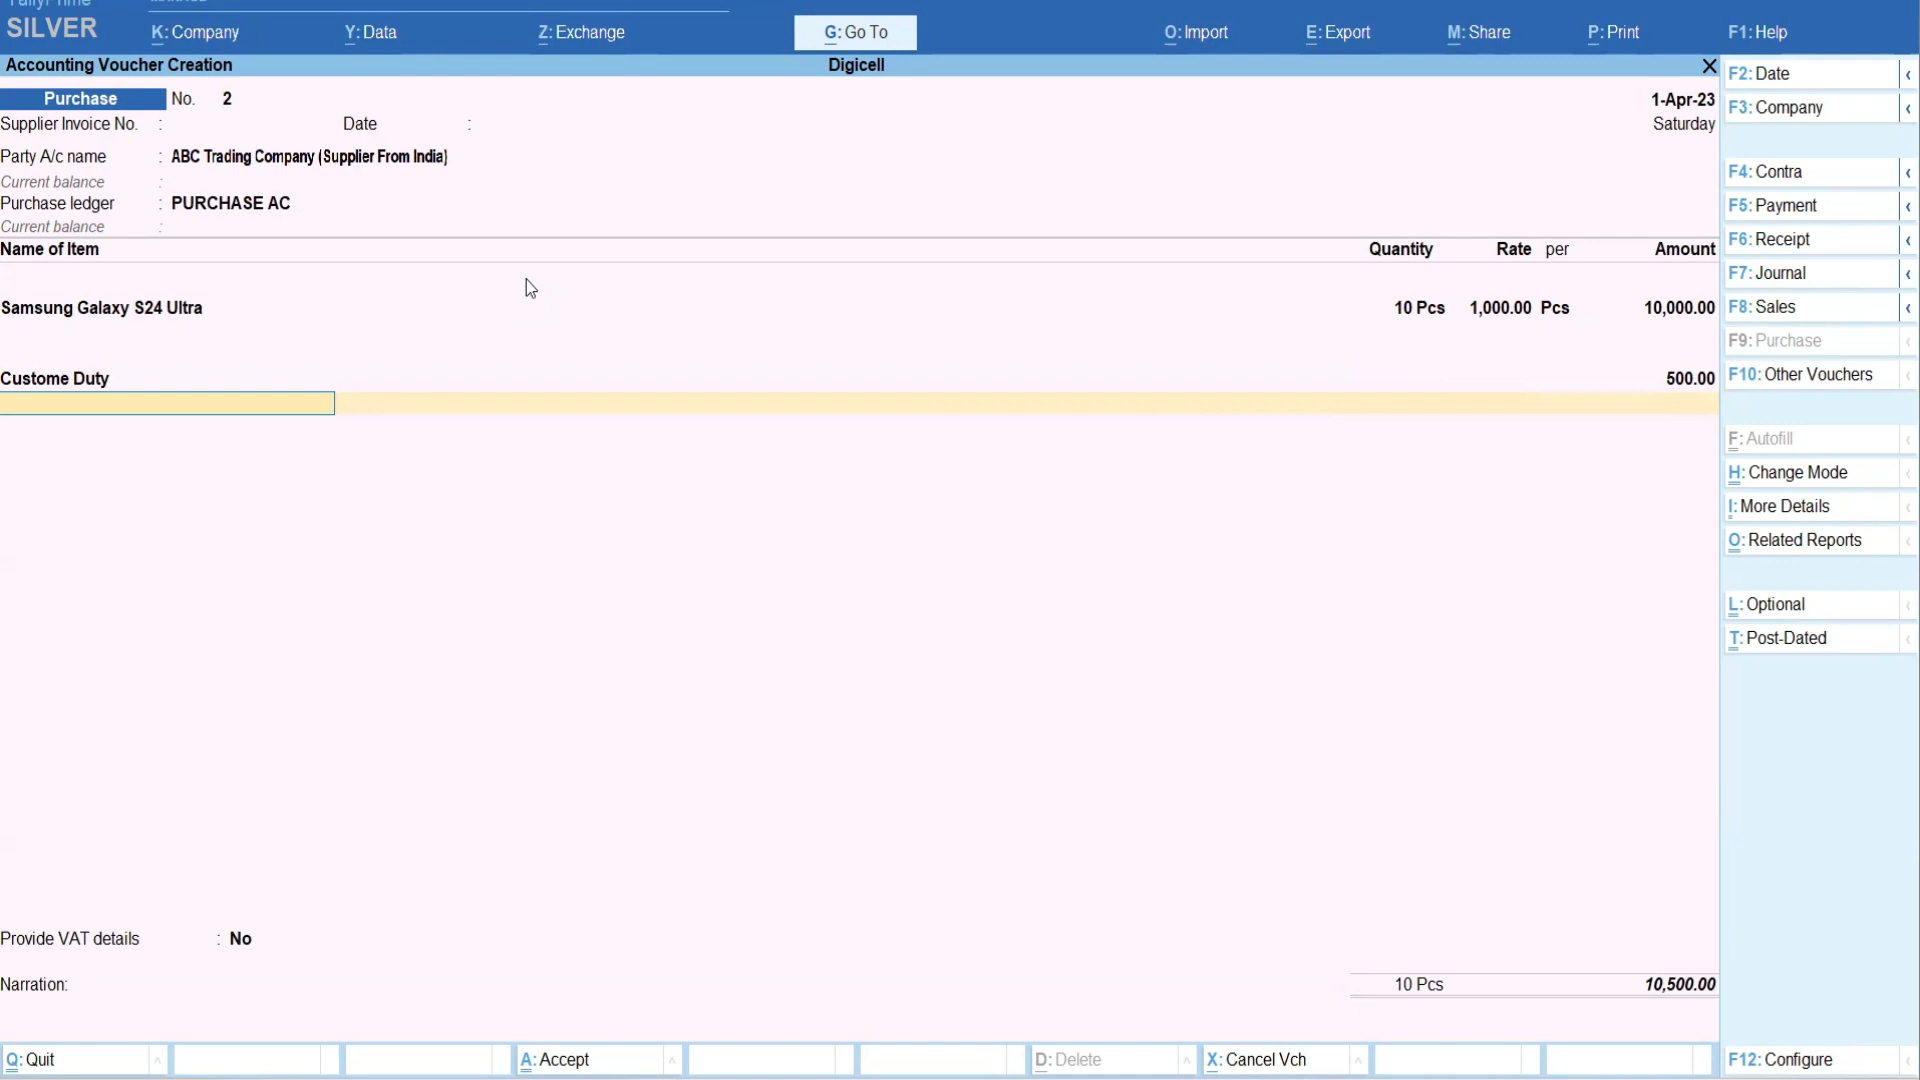 TallyPrime
MANAGE
SILVER
K: Company
Y: Data
Z: Exchange
G: Go To
O: Import
E: Export
M: Share
P: Print
F1: Help
Accounting Voucher Creation
Digicell
X
Purchase No. 2
1-Apr-23
Supplier Invoice No. : Date :
Saturday
Party A/c name : ABC Trading Company (Supplier From India)
Current balance :
Purchase ledger : PURCHASE AC
Current balance :
Name of Item Quantity Rate per Amount
Samsung Galaxy S24 Ultra 10 Pcs 1,000.00 Pcs 10,000.00
Custome Duty 500.00
Provide VAT details : No
Narration: 10 Pcs 10,500.00
F2: Date
F3: Company
F4: Contra
F5: Payment
F6: Receipt
F7: Journal
F8: Sales
F9: Purchase
F10: Other Vouchers
F: Autofill
H: Change Mode
I: More Details
O: Related Reports
L: Optional
T: Post-Dated
Q: Quit
A: Accept
D: Delete
X: Cancel Vch
F12: Configure